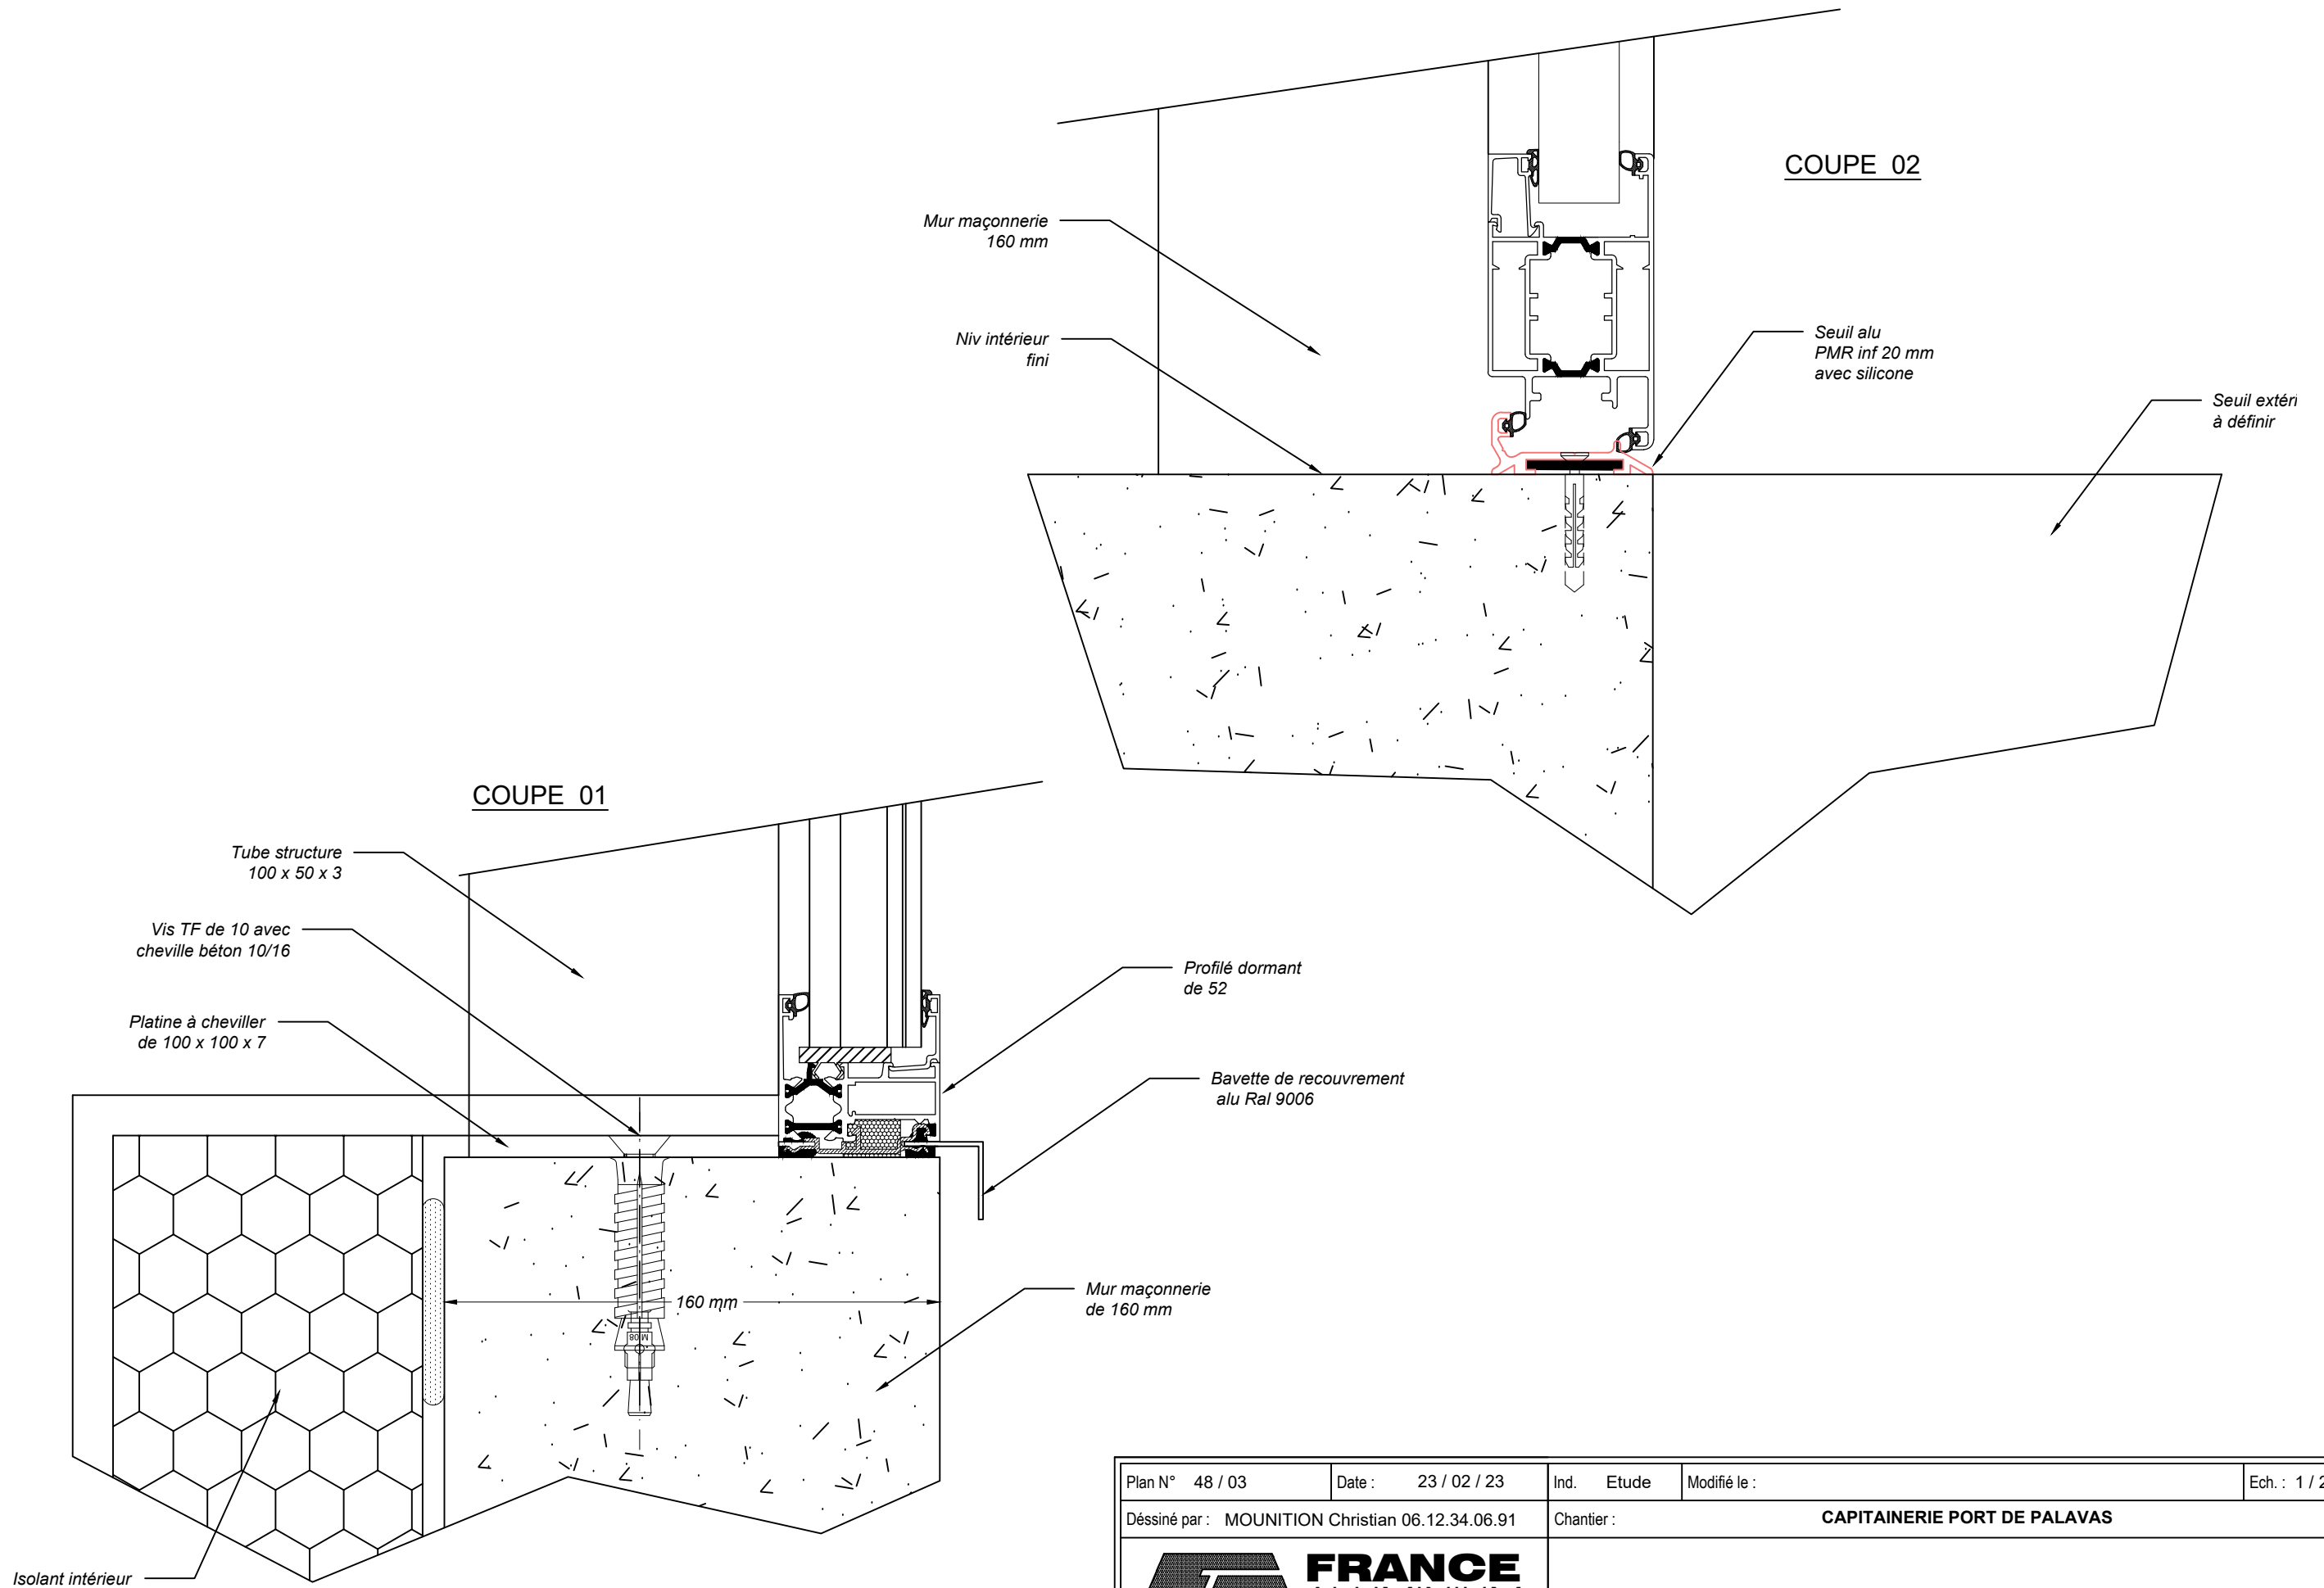 COUPE 02
Mur maçonnerie
160 mm
Niv intérieur
fini
Seuil alu
PMR inf 20 mm
avec silicone
Seuil extéri
à définir
COUPE 01
Tube structure
100 x 50 x 3
Vis TF de 10 avec
cheville béton 10/16
Platine à cheviller
de 100 x 100 x 7
Profilé dormant
de 52
Bavette de recouvrement
alu Ral 9006
160 mm
M 08
Mur maçonnerie
de 160 mm
Isolant intérieur
Plan N° 48 / 03 Date : 23 / 02 / 23 Ind. Etude Modifié le : Ech. : 1 / 2
Déssiné par : MOUNITION Christian 06.12.34.06.91 Chantier : CAPITAINERIE PORT DE PALAVAS
FRANCE